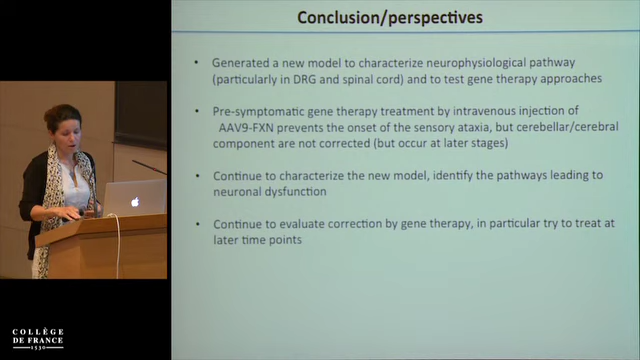 Conclusion/perspectives
• Generated a new model to characterize neurophysiological pathway
(particularly in DRG and spinal cord) and to test gene therapy approaches
• Pre-symptomatic gene therapy treatment by intravenous injection of
AAV9-FXN prevents the onset of the sensory ataxia, but cerebellar/cerebral
component are not corrected (but occur at later stages)
• Continue to characterize the new model, identify the pathways leading to
neuronal dysfunction
• Continue to evaluate correction by gene therapy, in particular try to treat at
later time points
COLLÈGE
DE FRANCE
1530